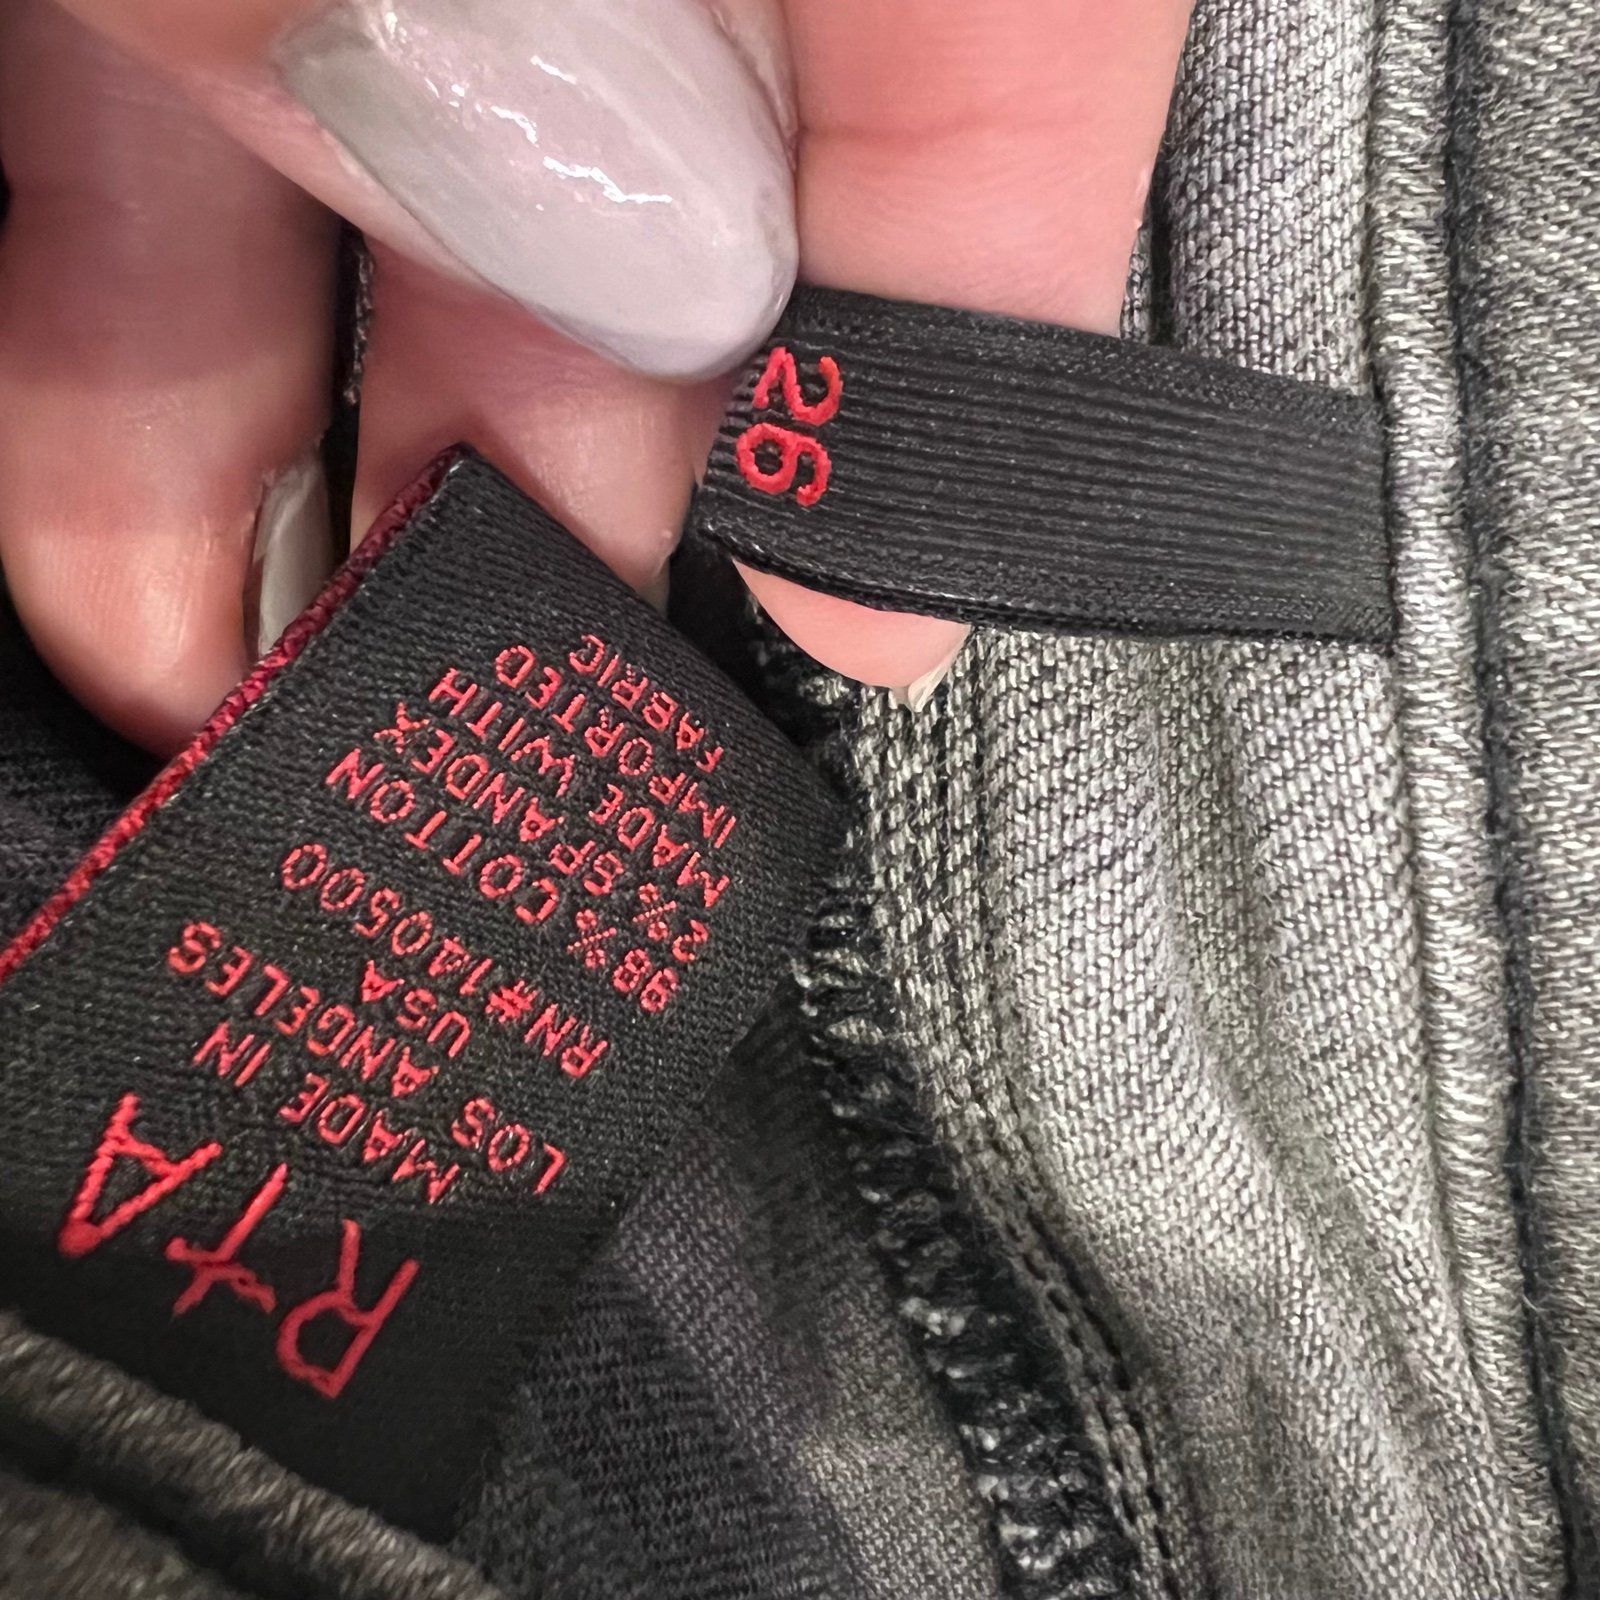 26
RtA
MADE IN
LOS ANGELES
USA
RN#140500
98% COTTON
2% SPANDEX
MADE WITH
IMPORTED
FABRIC